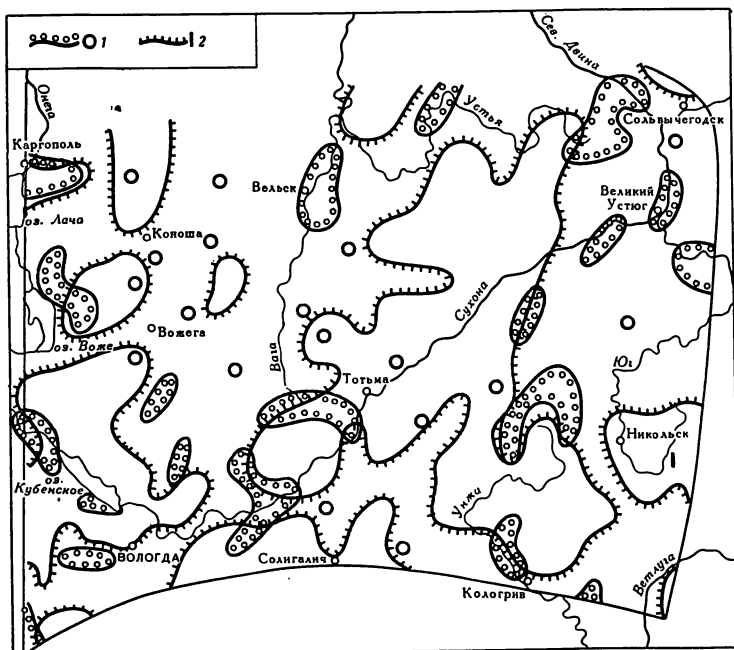 1
2
Сев. Двина
Онега
Устья
Сольвычегодск
Каргополь
Вельск
Великий
Устюг
оз. Лача
Коноша
Сухона
Вожега
оз. Воже
Вага
Юг
Тотьма
Никольск
оз.
Кубенское
Унжа
ВОЛОГДА
Солигалич
Ветлуга
Кологрив